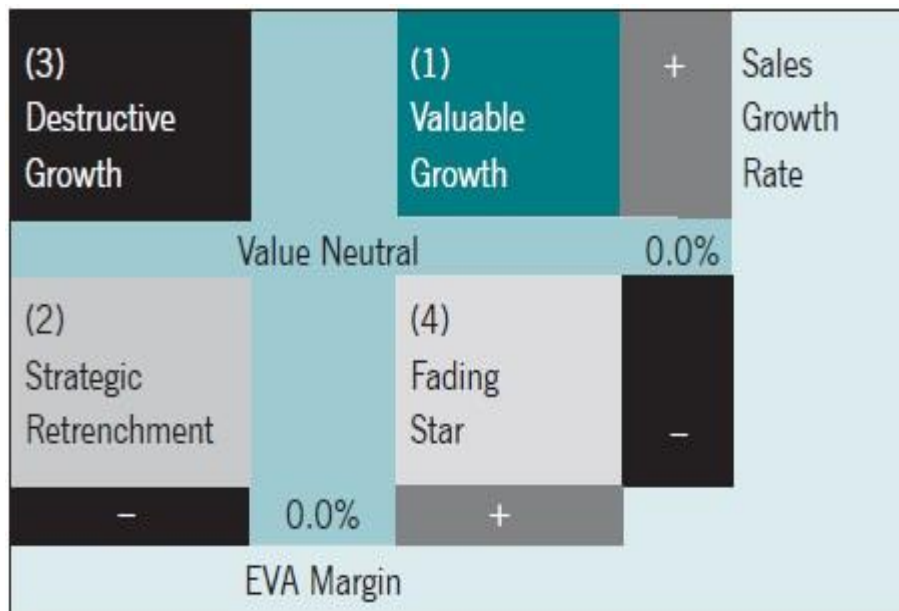 (3)
Destructive
Growth
(1)
Valuable
Growth
+
Sales
Growth
Rate
Value Neutral
0.0%
(2)
Strategic
Retrenchment
(4)
Fading
Star
–
–
0.0%
+
EVA Margin